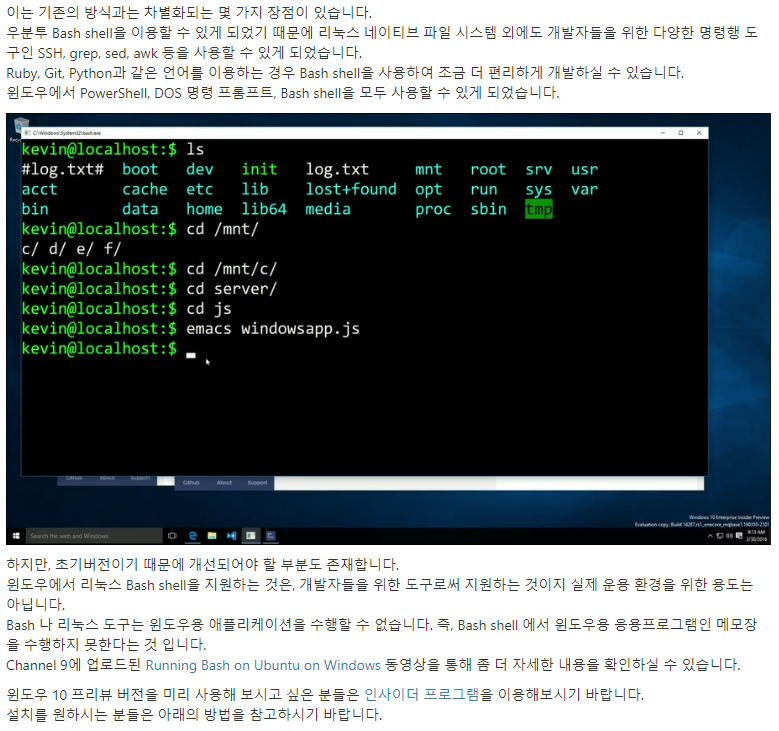 이는 기존의 방식과는 차별화되는 몇 가지 장점이 있습니다.
우분투 Bash shell을 이용할 수 있게 되었기 때문에 리눅스 네이티브 파일 시스템 외에도 개발자들을 위한 다양한 명령행 도
구인 SSH, grep, sed, awk 등을 사용할 수 있게 되었습니다.
Ruby, Git, Python과 같은 언어를 이용하는 경우 Bash shell을 사용하여 조금 더 편리하게 개발하실 수 있습니다.
윈도우에서 PowerShell, DOS 명령 프롬프트, Bash shell을 모두 사용할 수 있게 되었습니다.
C:\Windows\System32\bash.exe
kevin@localhost:$ ls
#log.txt# boot dev init log.txt mnt root srv usr
acct cache etc lib lost+found opt run sys var
bin data home lib64 media proc sbin tmp
kevin@localhost:$ cd /mnt/
c/ d/ e/ f/
kevin@localhost:$ cd /mnt/c/
kevin@localhost:$ cd server/
kevin@localhost:$ cd js
kevin@localhost:$ emacs windowsapp.js
kevin@localhost:$
Github About Support
Github About Support
Windows 10 Enterprise Insider Preview
Evaluation copy. Build 14287.rs1_onecore_mqbase1.160310-2101
Search the web and Windows
9:13 AM
3/30/2016
하지만, 초기버전이기 때문에 개선되어야 할 부분도 존재합니다.
윈도우에서 리눅스 Bash shell을 지원하는 것은, 개발자들을 위한 도구로써 지원하는 것이지 실제 운용 환경을 위한 용도는
아닙니다.
Bash 나 리눅스 도구는 윈도우용 애플리케이션을 수행할 수 없습니다. 즉, Bash shell 에서 윈도우용 응용프로그램인 메모장
을 수행하지 못한다는 것 입니다.
Channel 9에 업로드된 Running Bash on Ubuntu on Windows 동영상을 통해 좀 더 자세한 내용을 확인하실 수 있습니다.
윈도우 10 프리뷰 버전을 미리 사용해 보시고 싶은 분들은 인사이더 프로그램을 이용해보시기 바랍니다.
설치를 원하시는 분들은 아래의 방법을 참고하시기 바랍니다.